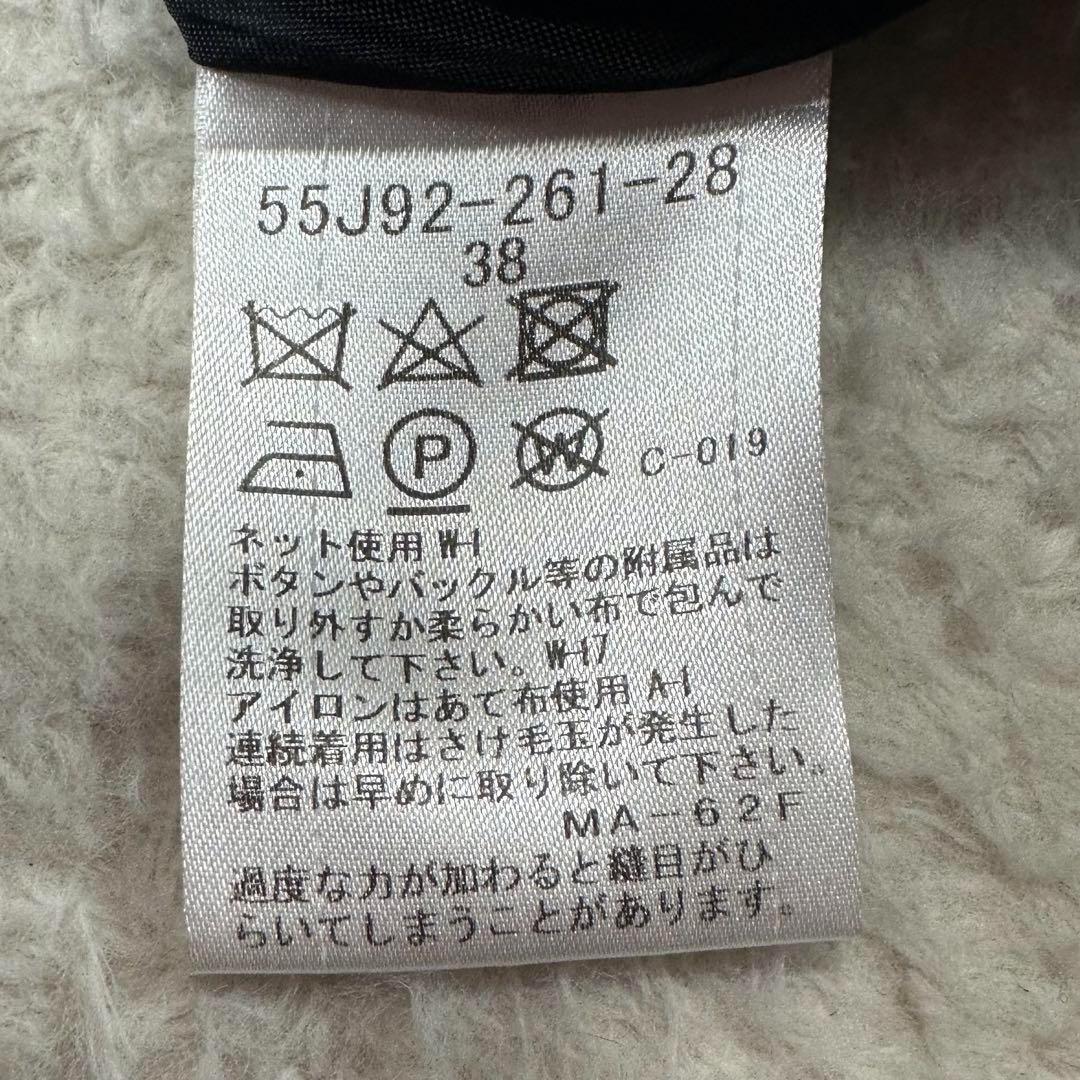 55J92-261-28
38
P W C-019
ネット使用 W-1
ボタンやバックル等の附属品は
取り外すか柔らかい布で包んで
洗浄して下さい。W-17
アイロンはあて布使用 A-1
連続着用はさけ毛玉が発生した
場合は早めに取り除いて下さい。
MA-62F
過度な力が加わると縫目がひ
らいてしまうことがあります。